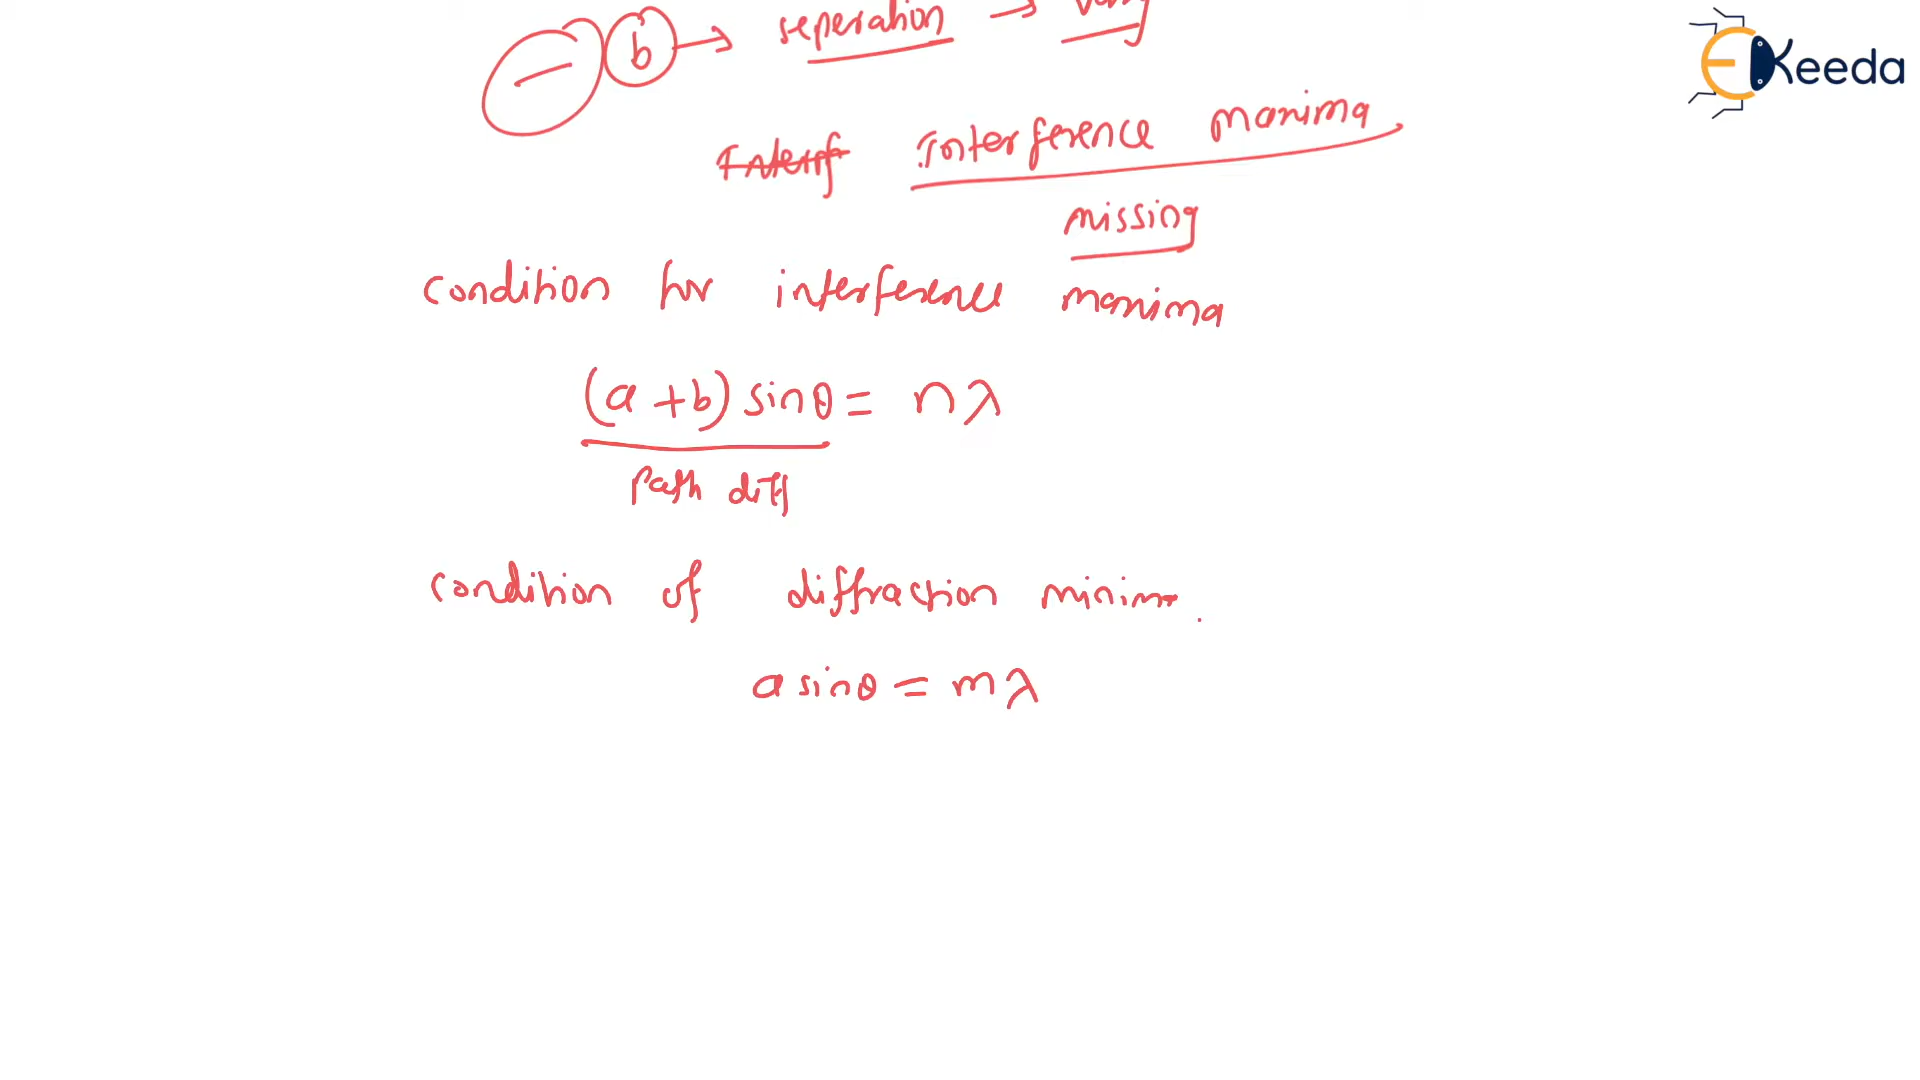 b → seperation →
EKeeda
Interf Interference maxima
missing
condition for interference maxima
(a+b) sinθ = nλ
Path diff
condition of diffraction minima.
a sinθ = mλ